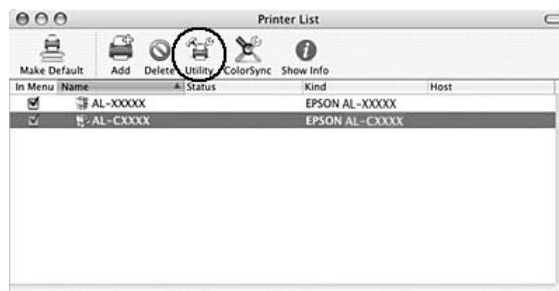 Printer List
Make Default Add Delete Utility ColorSync Show Info
In Menu Name Status Kind Host
AL-XXXXX EPSON AL-XXXXX
AL-CXXXX EPSON AL-CXXXX